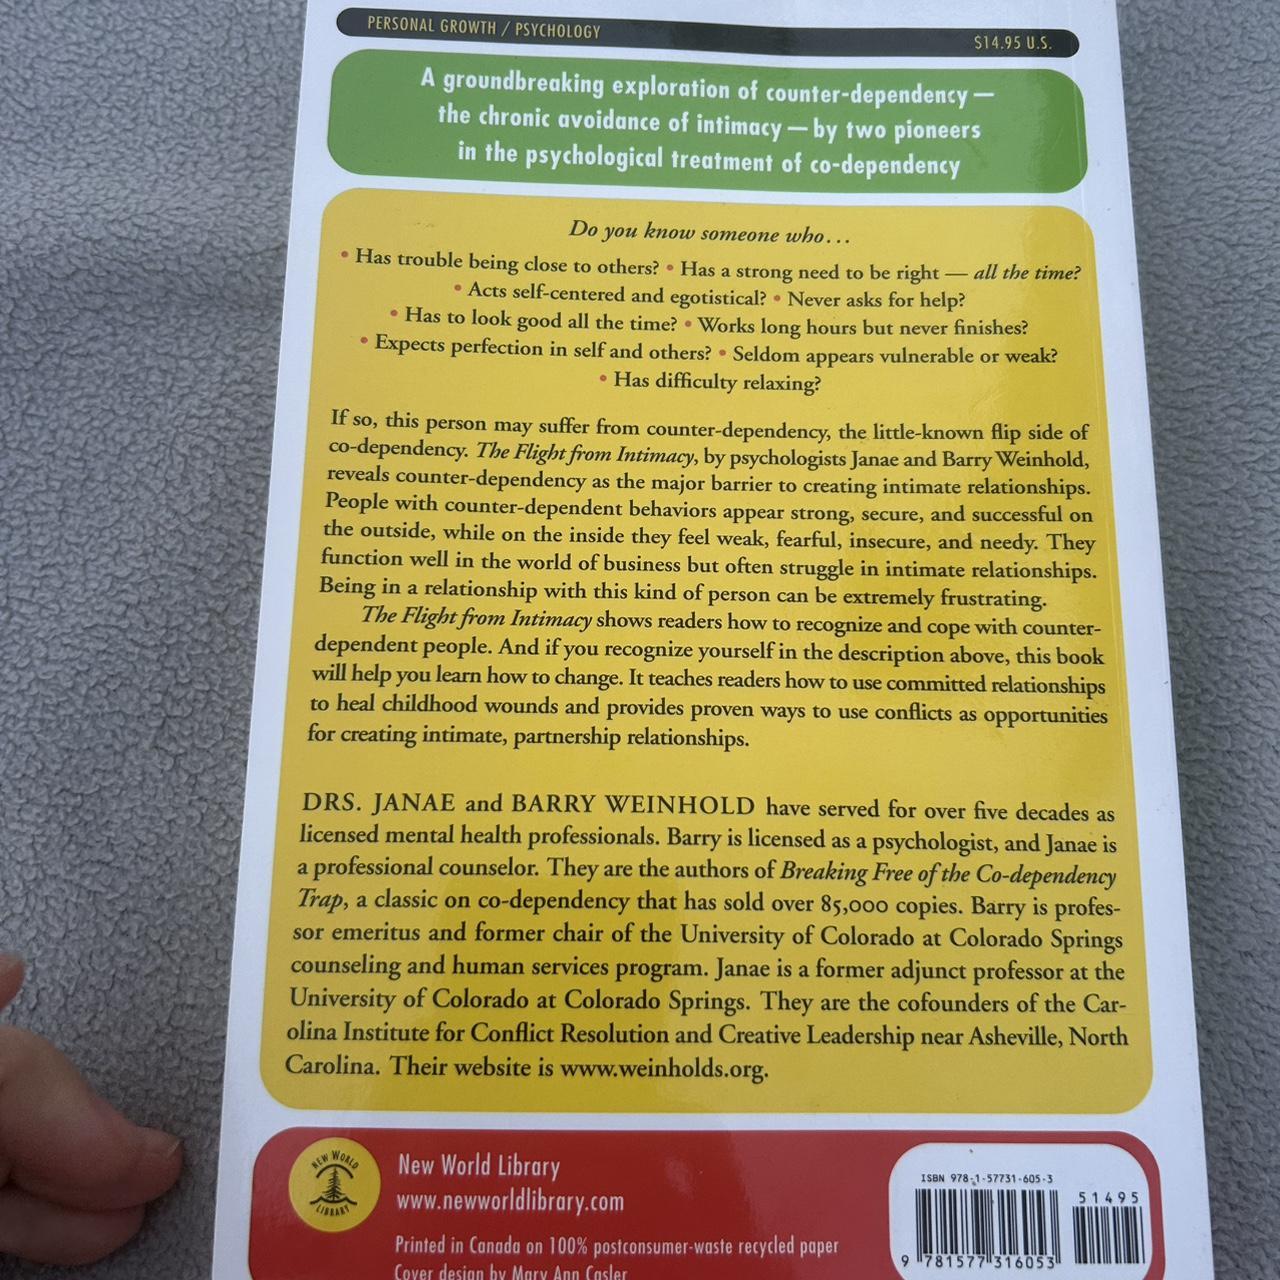 PERSONAL GROWTH / PSYCHOLOGY
$14.95 U.S.
A groundbreaking exploration of counter-dependency —
the chronic avoidance of intimacy — by two pioneers
in the psychological treatment of co-dependency
Do you know someone who…
• Has trouble being close to others? • Has a strong need to be right — all the time?
• Acts self-centered and egotistical? • Never asks for help?
• Has to look good all the time? • Works long hours but never finishes?
• Expects perfection in self and others? • Seldom appears vulnerable or weak?
• Has difficulty relaxing?
If so, this person may suffer from counter-dependency, the little-known flip side of
co-dependency. The Flight from Intimacy, by psychologists Janae and Barry Weinhold,
reveals counter-dependency as the major barrier to creating intimate relationships.
People with counter-dependent behaviors appear strong, secure, and successful on
the outside, while on the inside they feel weak, fearful, insecure, and needy. They
function well in the world of business but often struggle in intimate relationships.
Being in a relationship with this kind of person can be extremely frustrating.
The Flight from Intimacy shows readers how to recognize and cope with counter-
dependent people. And if you recognize yourself in the description above, this book
will help you learn how to change. It teaches readers how to use committed relationships
to heal childhood wounds and provides proven ways to use conflicts as opportunities
for creating intimate, partnership relationships.
DRS. JANAE and BARRY WEINHOLD have served for over five decades as
licensed mental health professionals. Barry is licensed as a psychologist, and Janae is
a professional counselor. They are the authors of Breaking Free of the Co-dependency
Trap, a classic on co-dependency that has sold over 85,000 copies. Barry is profes-
sor emeritus and former chair of the University of Colorado at Colorado Springs
counseling and human services program. Janae is a former adjunct professor at the
University of Colorado at Colorado Springs. They are the cofounders of the Car-
olina Institute for Conflict Resolution and Creative Leadership near Asheville, North
Carolina. Their website is www.weinholds.org.
NEW WORLD
LIBRARY
New World Library
www.newworldlibrary.com
Printed in Canada on 100% postconsumer-waste recycled paper
Cover design by Mary Ann Casler
ISBN 978-1-57731-605-3
51495
9 781577 316053